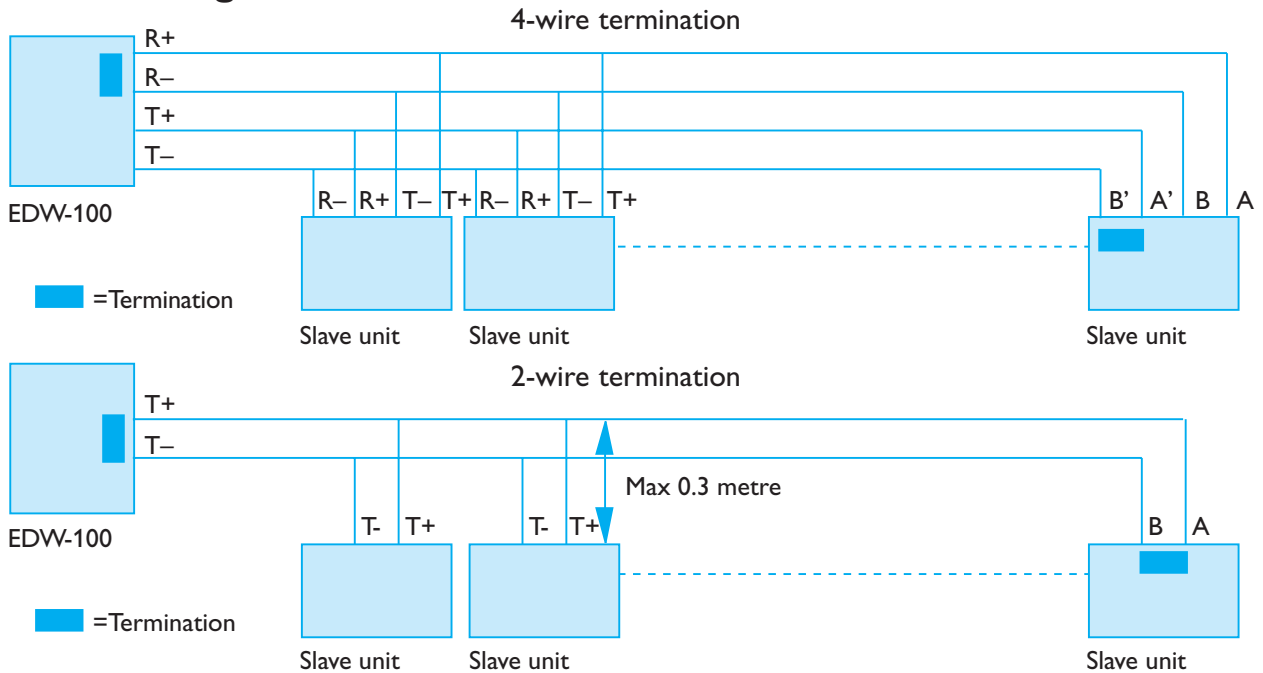 4-wire termination
R+
R–
T+
T–
R– R+ T– T+ R– R+ T– T+ B’ A’ B A
EDW-100
=Termination
Slave unit Slave unit Slave unit
2-wire termination
T+
T–
Max 0.3 metre
T- T+ T- T+ B A
EDW-100
=Termination
Slave unit Slave unit Slave unit